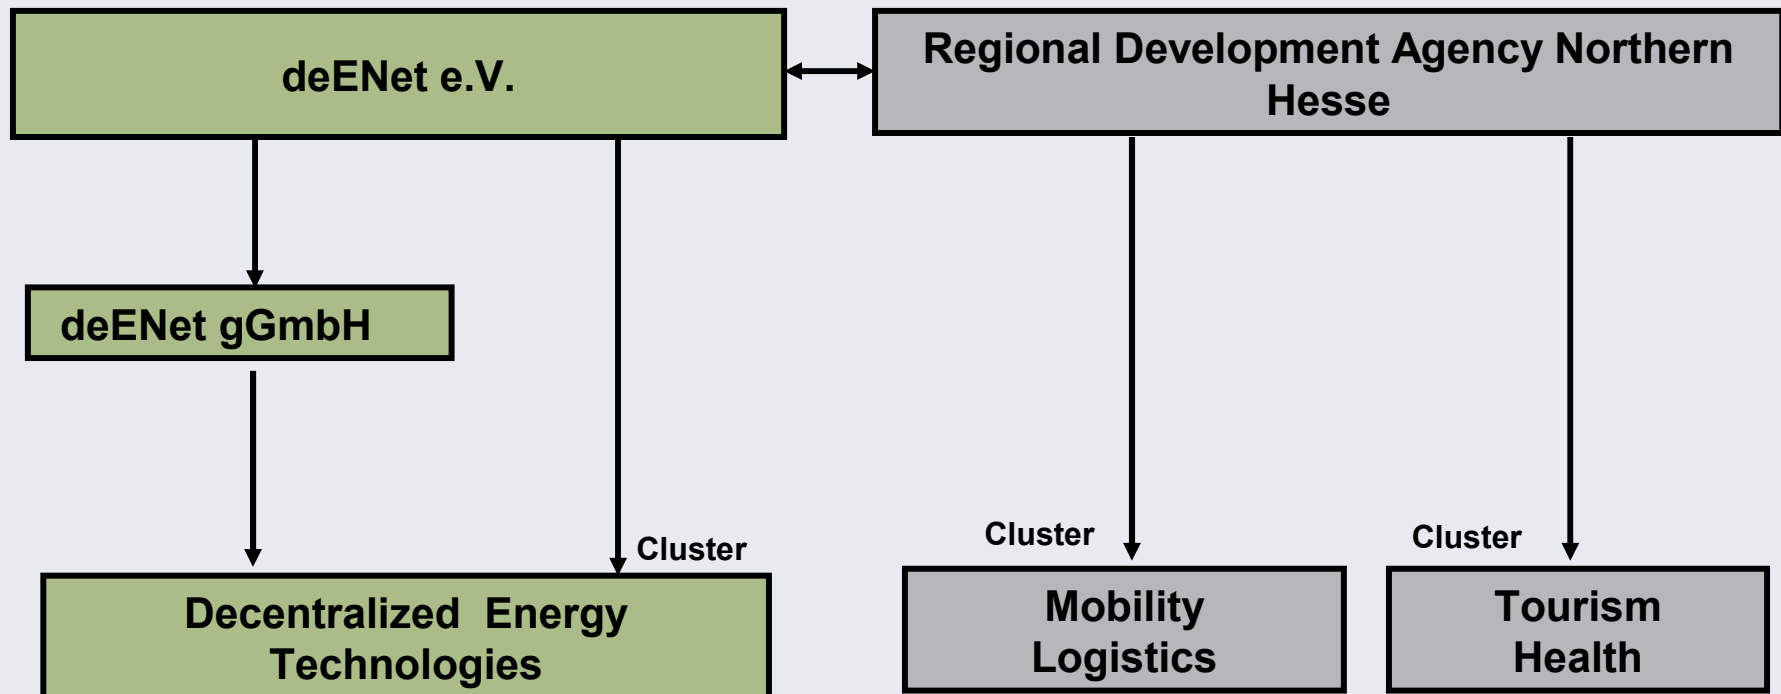 deENet e.V.
Regional Development Agency Northern
Hesse
deENet gGmbH
Cluster
Cluster
Cluster
Decentralized Energy
Technologies
Mobility
Logistics
Tourism
Health